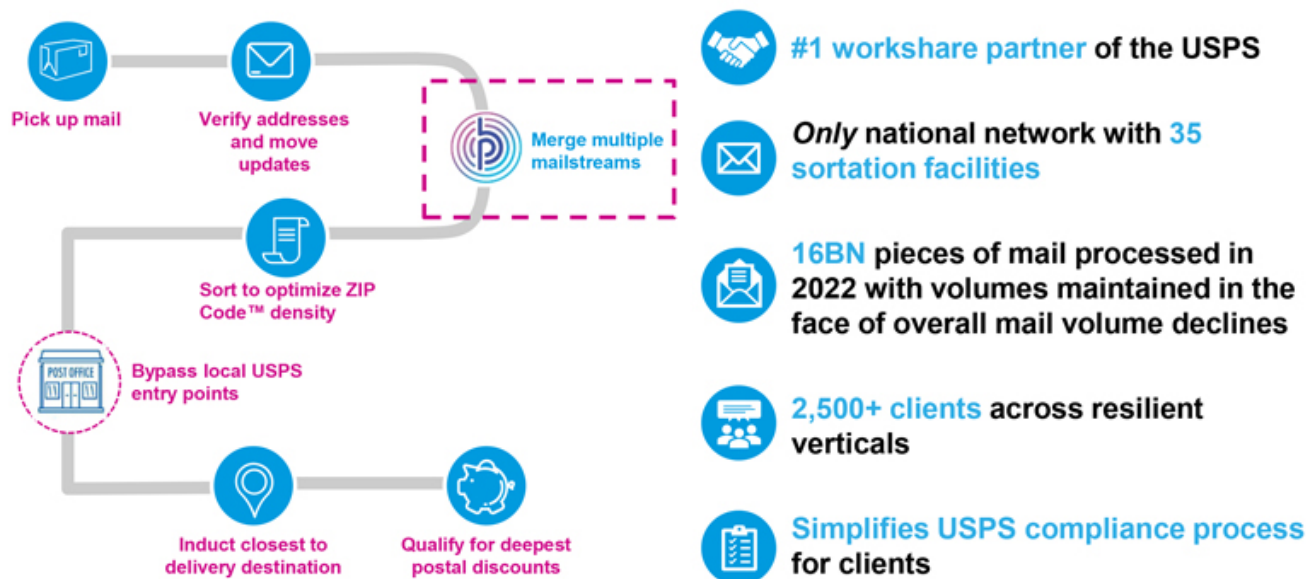 Pick up mail
Verify addresses
and move
updates
Merge multiple
mailstreams
Sort to optimize ZIP
Code™ density
POST OFFICE
Bypass local USPS
entry points
Induct closest to
delivery destination
Qualify for deepest
postal discounts
#1 workshare partner of the USPS
Only national network with 35
sortation facilities
16BN pieces of mail processed in
2022 with volumes maintained in the
face of overall mail volume declines
2,500+ clients across resilient
verticals
Simplifies USPS compliance process
for clients